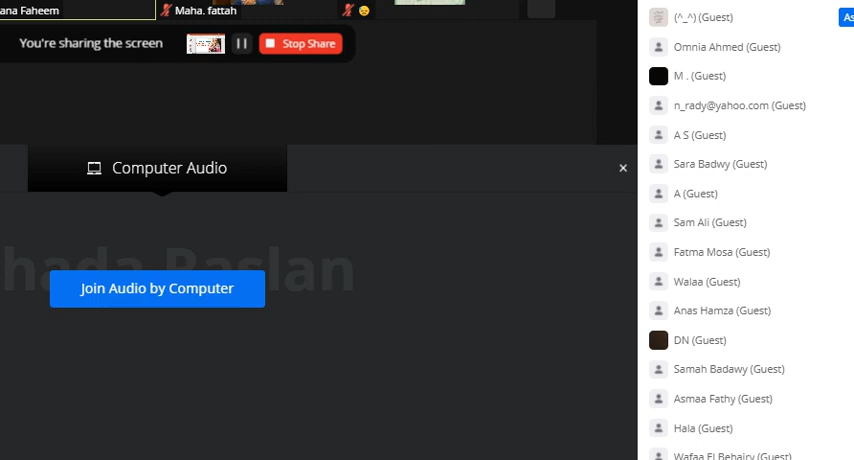 ana Faheem
Maha. fattah
You're sharing the screen
Stop Share
Computer Audio
Join Audio by Computer
(^_^) (Guest)
As
Omnia Ahmed (Guest)
M . (Guest)
n_rady@yahoo.com (Guest)
A S (Guest)
Sara Badwy (Guest)
A (Guest)
Sam Ali (Guest)
Fatma Mosa (Guest)
Walaa (Guest)
Anas Hamza (Guest)
DN (Guest)
Samah Badawy (Guest)
Asmaa Fathy (Guest)
Hala (Guest)
Wafaa El Behairy (Guest)